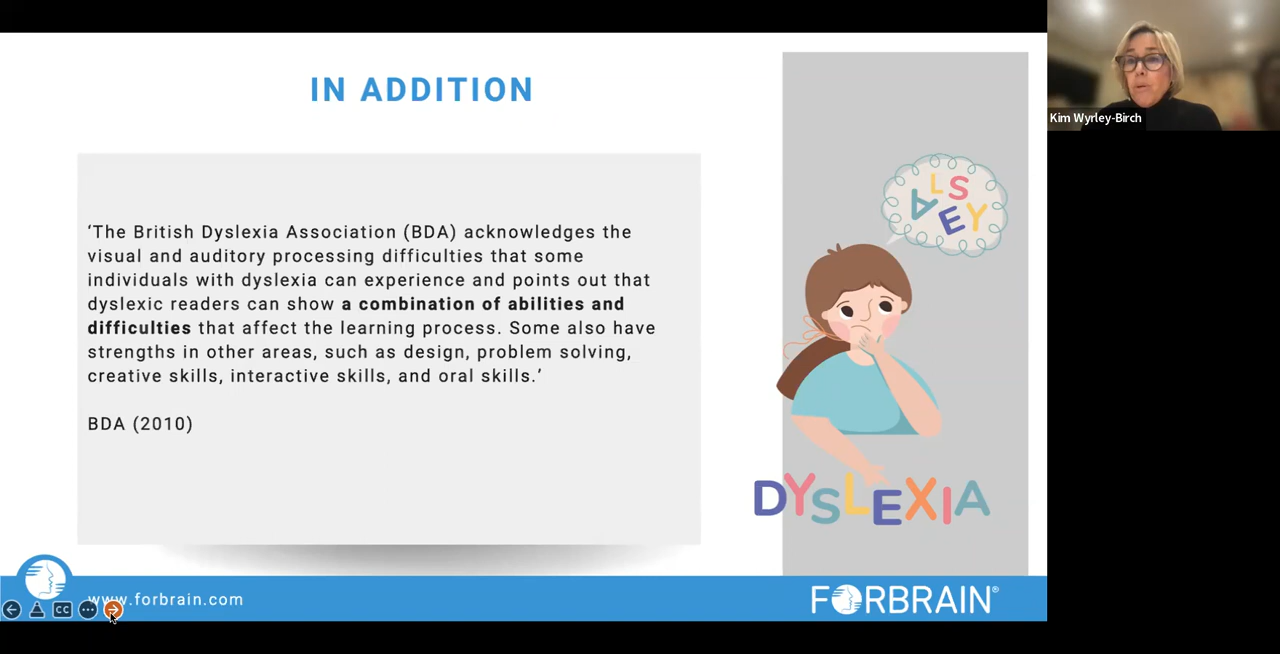 IN ADDITION
‘The British Dyslexia Association (BDA) acknowledges the
visual and auditory processing difficulties that some
individuals with dyslexia can experience and points out that
dyslexic readers can show a combination of abilities and
difficulties that affect the learning process. Some also have
strengths in other areas, such as design, problem solving,
creative skills, interactive skills, and oral skills.’
BDA (2010)
A L S E Y
DYSLEXIA
www.forbrain.com
FORBRAIN®
CC
Kim Wyrley-Birch